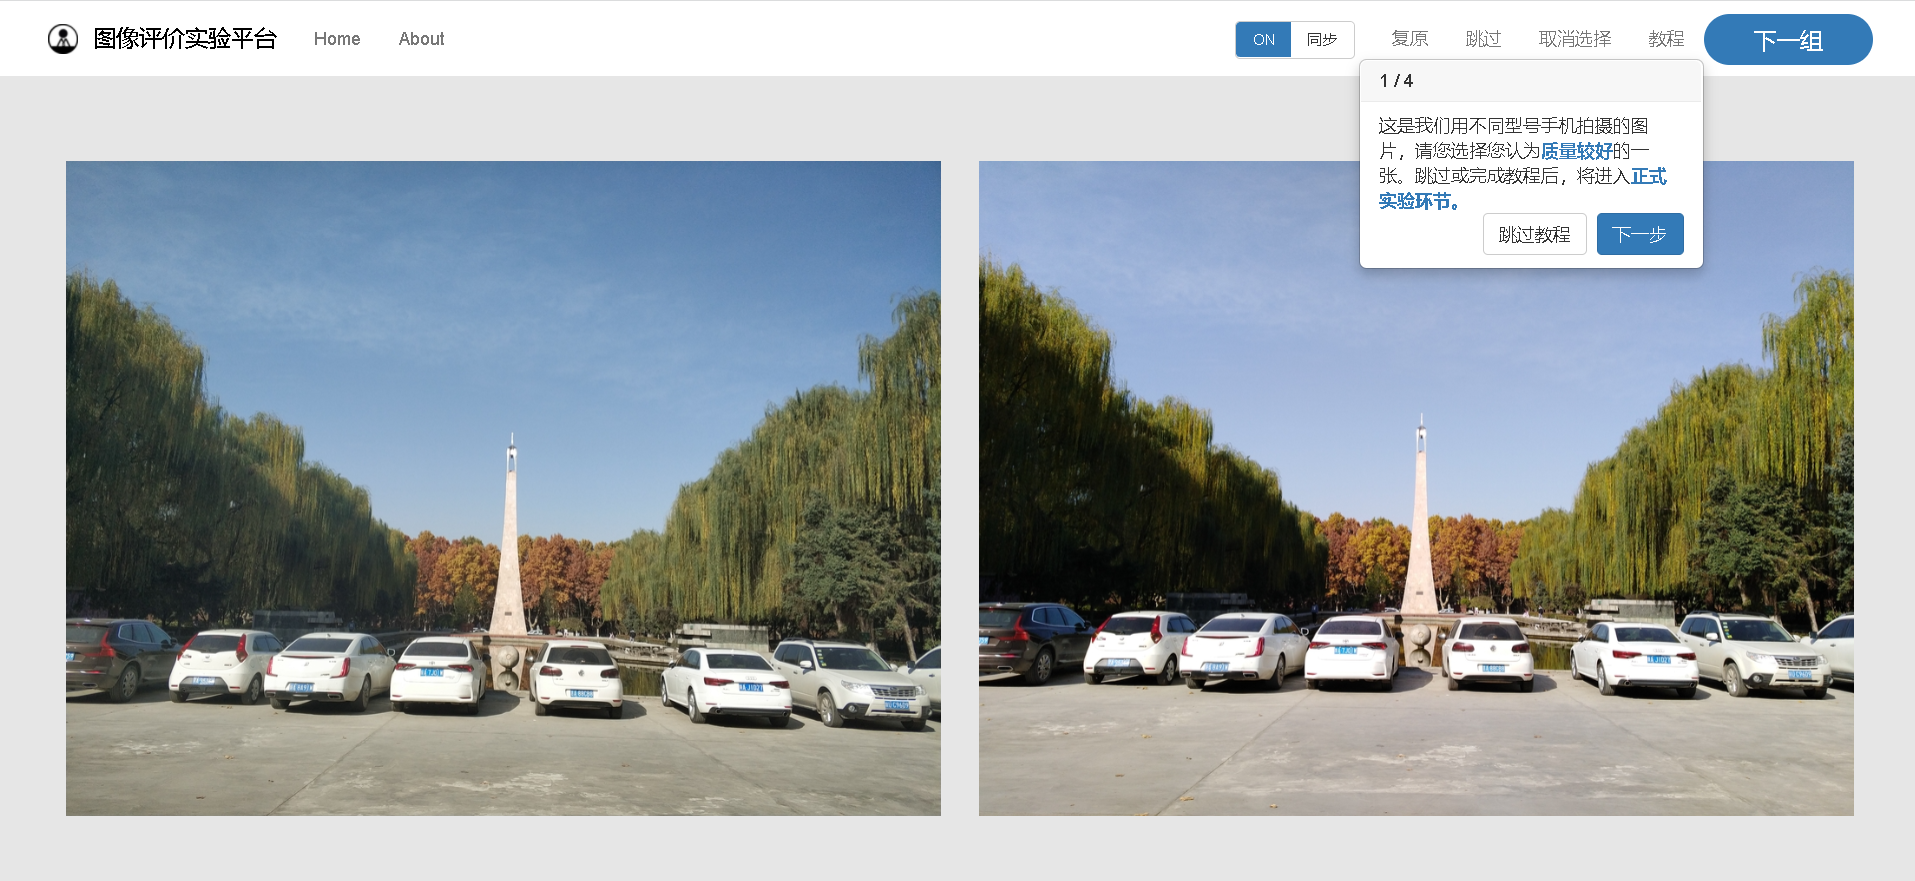 图像评价实验平台 Home About ON 同步 复原 跳过 取消选择 教程 下一组
1 / 4
这是我们用不同型号手机拍摄的图
片，请您选择您认为质量较好的一
张。跳过或完成教程后，将进入正式
实验环节。
跳过教程 下一步